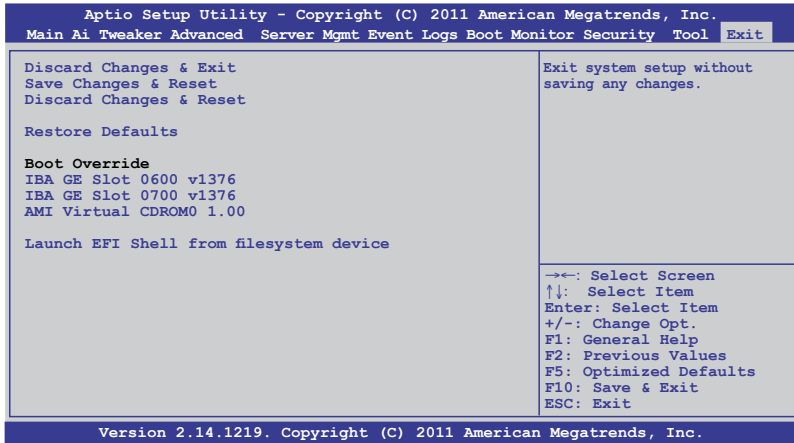 Aptio Setup Utility - Copyright (C) 2011 American Megatrends, Inc.
Main Ai Tweaker Advanced Server Mgmt Event Logs Boot Monitor Security Tool Exit
Discard Changes & Exit
Save Changes & Reset
Discard Changes & Reset
Restore Defaults
Boot Override
IBA GE Slot 0600 v1376
IBA GE Slot 0700 v1376
AMI Virtual CDROM0 1.00
Launch EFI Shell from filesystem device
Exit system setup without
saving any changes.
→←: Select Screen
↑↓: Select Item
Enter: Select Item
+/-: Change Opt.
F1: General Help
F2: Previous Values
F5: Optimized Defaults
F10: Save & Exit
ESC: Exit
Version 2.14.1219. Copyright (C) 2011 American Megatrends, Inc.